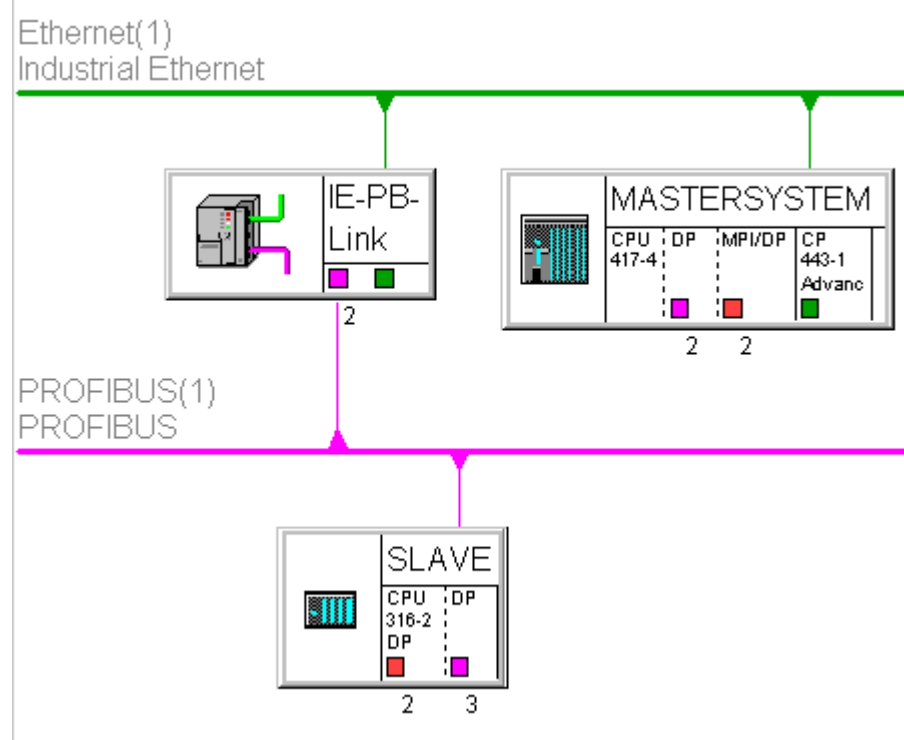 Ethernet(1)
Industrial Ethernet
IE-PB-
Link
2
MASTERSYSTEM
CPU
417-4
DP
MPI/DP
CP
443-1
Advanc
2
2
PROFIBUS(1)
PROFIBUS
SLAVE
CPU
316-2
DP
DP
2
3